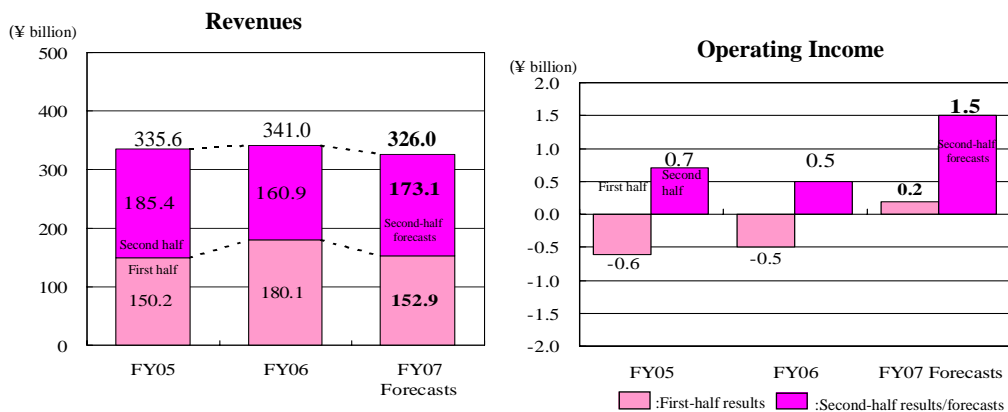 Revenues
(¥ billion)
500
400
300
200
100
0
335.6
341.0
326.0
185.4
160.9
173.1
Second half
Second-half
forecasts
First half
150.2
180.1
152.9
FY05
FY06
FY07
Forecasts
Operating Income
(¥ billion)
2.0
1.5
1.0
0.5
0.0
-0.5
-1.0
-1.5
-2.0
1.5
Second-half
forecasts
0.7
0.5
First half
Second
half
0.2
-0.6
-0.5
FY05
FY06
FY07 Forecasts
:First-half results
:Second-half results/forecasts